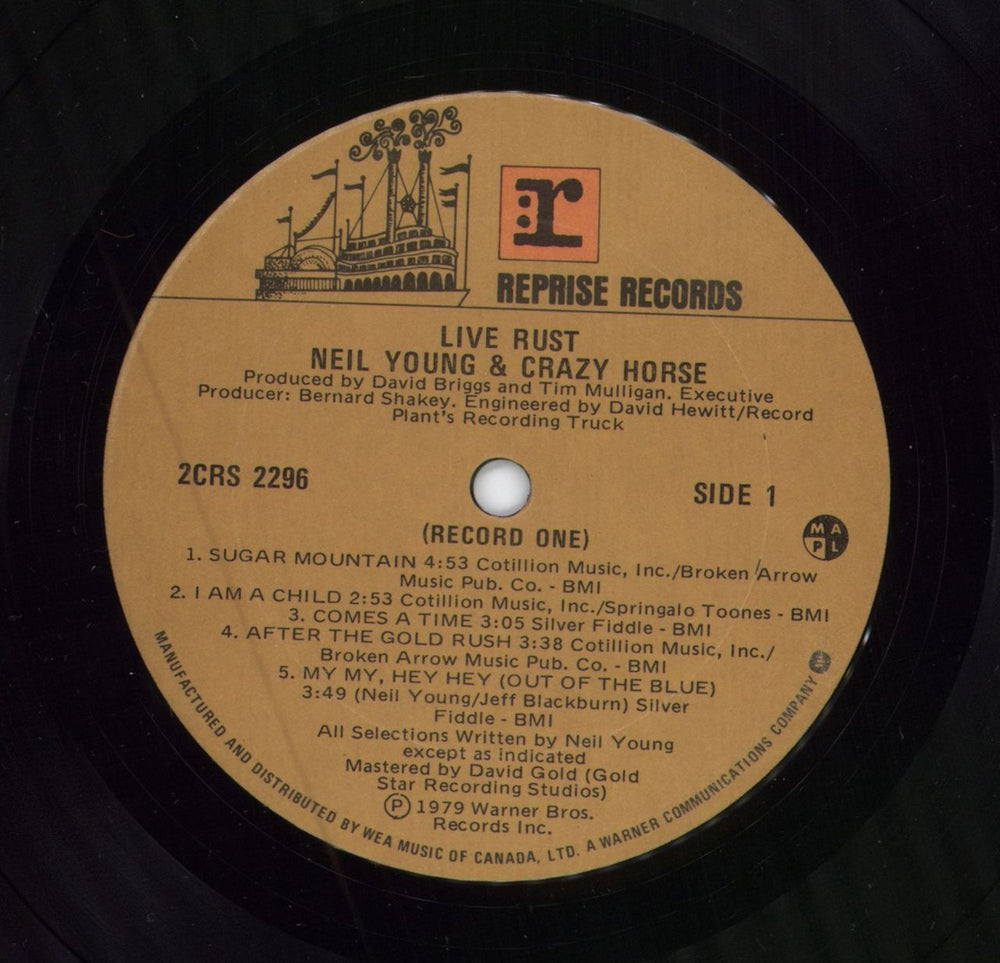 r
REPRISE RECORDS
LIVE RUST
NEIL YOUNG & CRAZY HORSE
Produced by David Briggs and Tim Mulligan. Executive
Producer: Bernard Shakey. Engineered by David Hewitt/Record
Plant's Recording Truck
2CRS 2296
SIDE 1
(RECORD ONE)
M A
P L
1. SUGAR MOUNTAIN 4:53 Cotillion Music, Inc./Broken Arrow
Music Pub. Co. - BMI
2. I AM A CHILD 2:53 Cotillion Music, Inc./Springalo Toones - BMI
3. COMES A TIME 3:05 Silver Fiddle - BMI
4. AFTER THE GOLD RUSH 3:38 Cotillion Music, Inc./
Broken Arrow Music Pub. Co. - BMI
5. MY MY, HEY HEY (OUT OF THE BLUE)
3:49 (Neil Young/Jeff Blackburn) Silver
Fiddle - BMI
All Selections Written by Neil Young
except as indicated
Mastered by David Gold (Gold
Star Recording Studios)
Ⓟ 1979 Warner Bros.
Records Inc.
MANUFACTURED AND DISTRIBUTED BY WEA MUSIC OF CANADA, LTD. A WARNER COMMUNICATIONS COMPANY